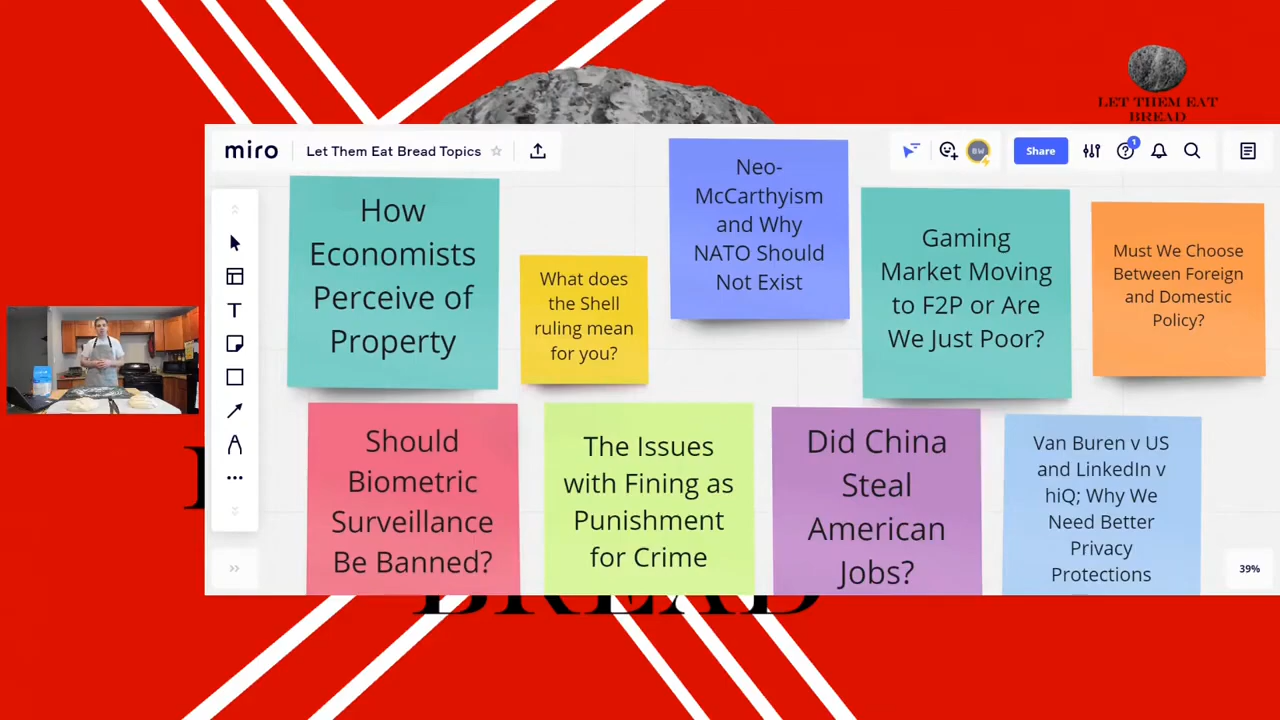 LET THEM EAT
BREAD
miro
Let Them Eat Bread Topics
BW
Share
1
How
Economists
Perceive of
Property
What does
the Shell
ruling mean
for you?
Neo-
McCarthyism
and Why
NATO Should
Not Exist
Gaming
Market Moving
to F2P or Are
We Just Poor?
Must We Choose
Between Foreign
and Domestic
Policy?
Should
Biometric
Surveillance
Be Banned?
The Issues
with Fining as
Punishment
for Crime
Did China
Steal
American
Jobs?
Van Buren v US
and LinkedIn v
hiQ; Why We
Need Better
Privacy
Protections
39%
BREAD